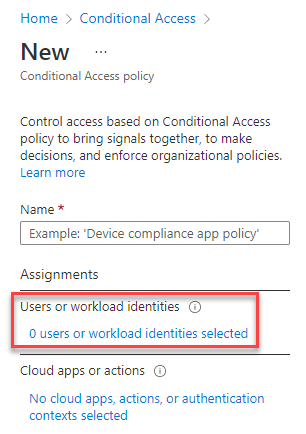 Home > Conditional Access >
New ...
Conditional Access policy
Control access based on Conditional Access
policy to bring signals together, to make
decisions, and enforce organizational policies.
Learn more
Name *
Example: 'Device compliance app policy'
Assignments
Users or workload identities
0 users or workload identities selected
Cloud apps or actions
No cloud apps, actions, or authentication
contexts selected